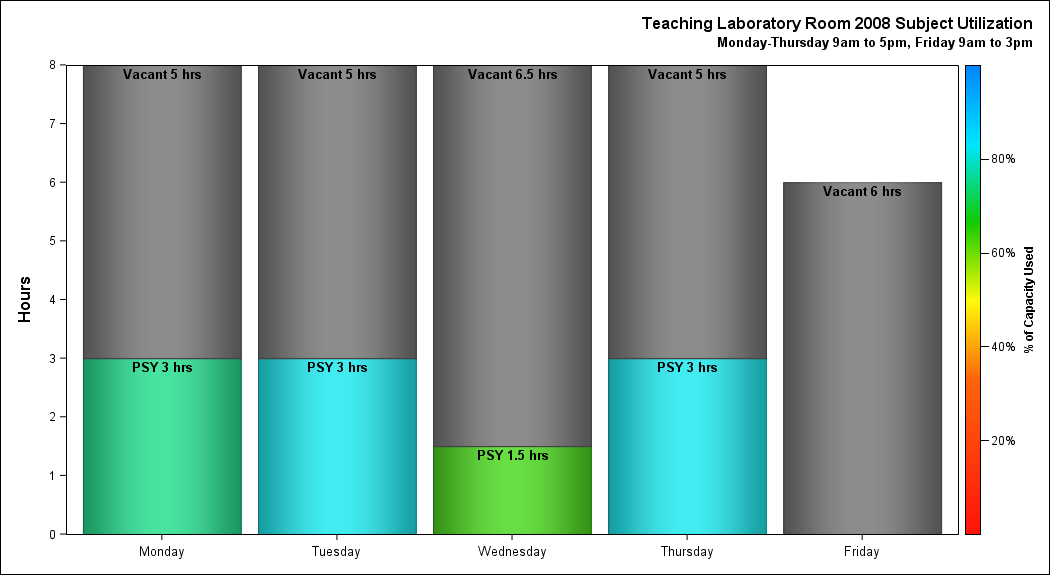 Teaching Laboratory Room 2008 Subject Utilization
Monday-Thursday 9am to 5pm, Friday 9am to 3pm
Hours
8
7
6
5
4
3
2
1
0
Vacant 5 hrs
Vacant 5 hrs
Vacant 6.5 hrs
Vacant 5 hrs
Vacant 6 hrs
PSY 3 hrs
PSY 3 hrs
PSY 1.5 hrs
PSY 3 hrs
Monday
Tuesday
Wednesday
Thursday
Friday
80%
60%
40%
20%
% of Capacity Used